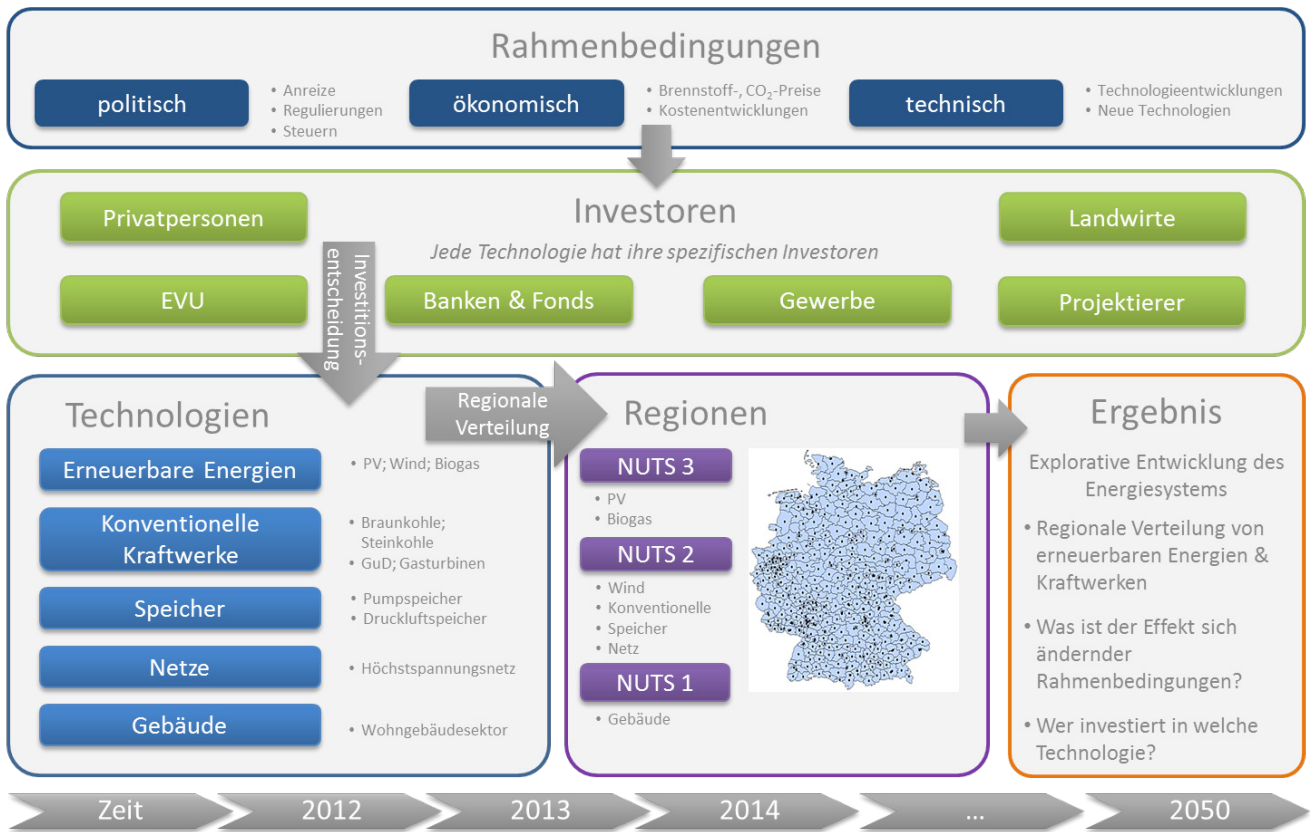 Rahmenbedingungen
politisch
• Anreize
• Regulierungen
• Steuern
ökonomisch
• Brennstoff-, CO₂-Preise
• Kostenentwicklungen
technisch
• Technologieentwicklungen
• Neue Technologien
Investoren
Jede Technologie hat ihre spezifischen Investoren
Privatpersonen
Landwirte
EVU
Banken & Fonds
Gewerbe
Projektierer
Investitions-
entscheidung
Technologien
Erneuerbare Energien
• PV; Wind; Biogas
Konventionelle
Kraftwerke
• Braunkohle;
Steinkohle
• GuD; Gasturbinen
Speicher
• Pumpspeicher
• Druckluftspeicher
Netze
• Höchstspannungsnetz
Gebäude
• Wohngebäudesektor
Regionale
Verteilung
Regionen
NUTS 3
• PV
• Biogas
NUTS 2
• Wind
• Konventionelle
• Speicher
• Netz
NUTS 1
• Gebäude
Ergebnis
Explorative Entwicklung des
Energiesystems
• Regionale Verteilung von
erneuerbaren Energien &
Kraftwerken
• Was ist der Effekt sich
ändernder
Rahmenbedingungen?
• Wer investiert in welche
Technologie?
Zeit
2012
2013
2014
...
2050